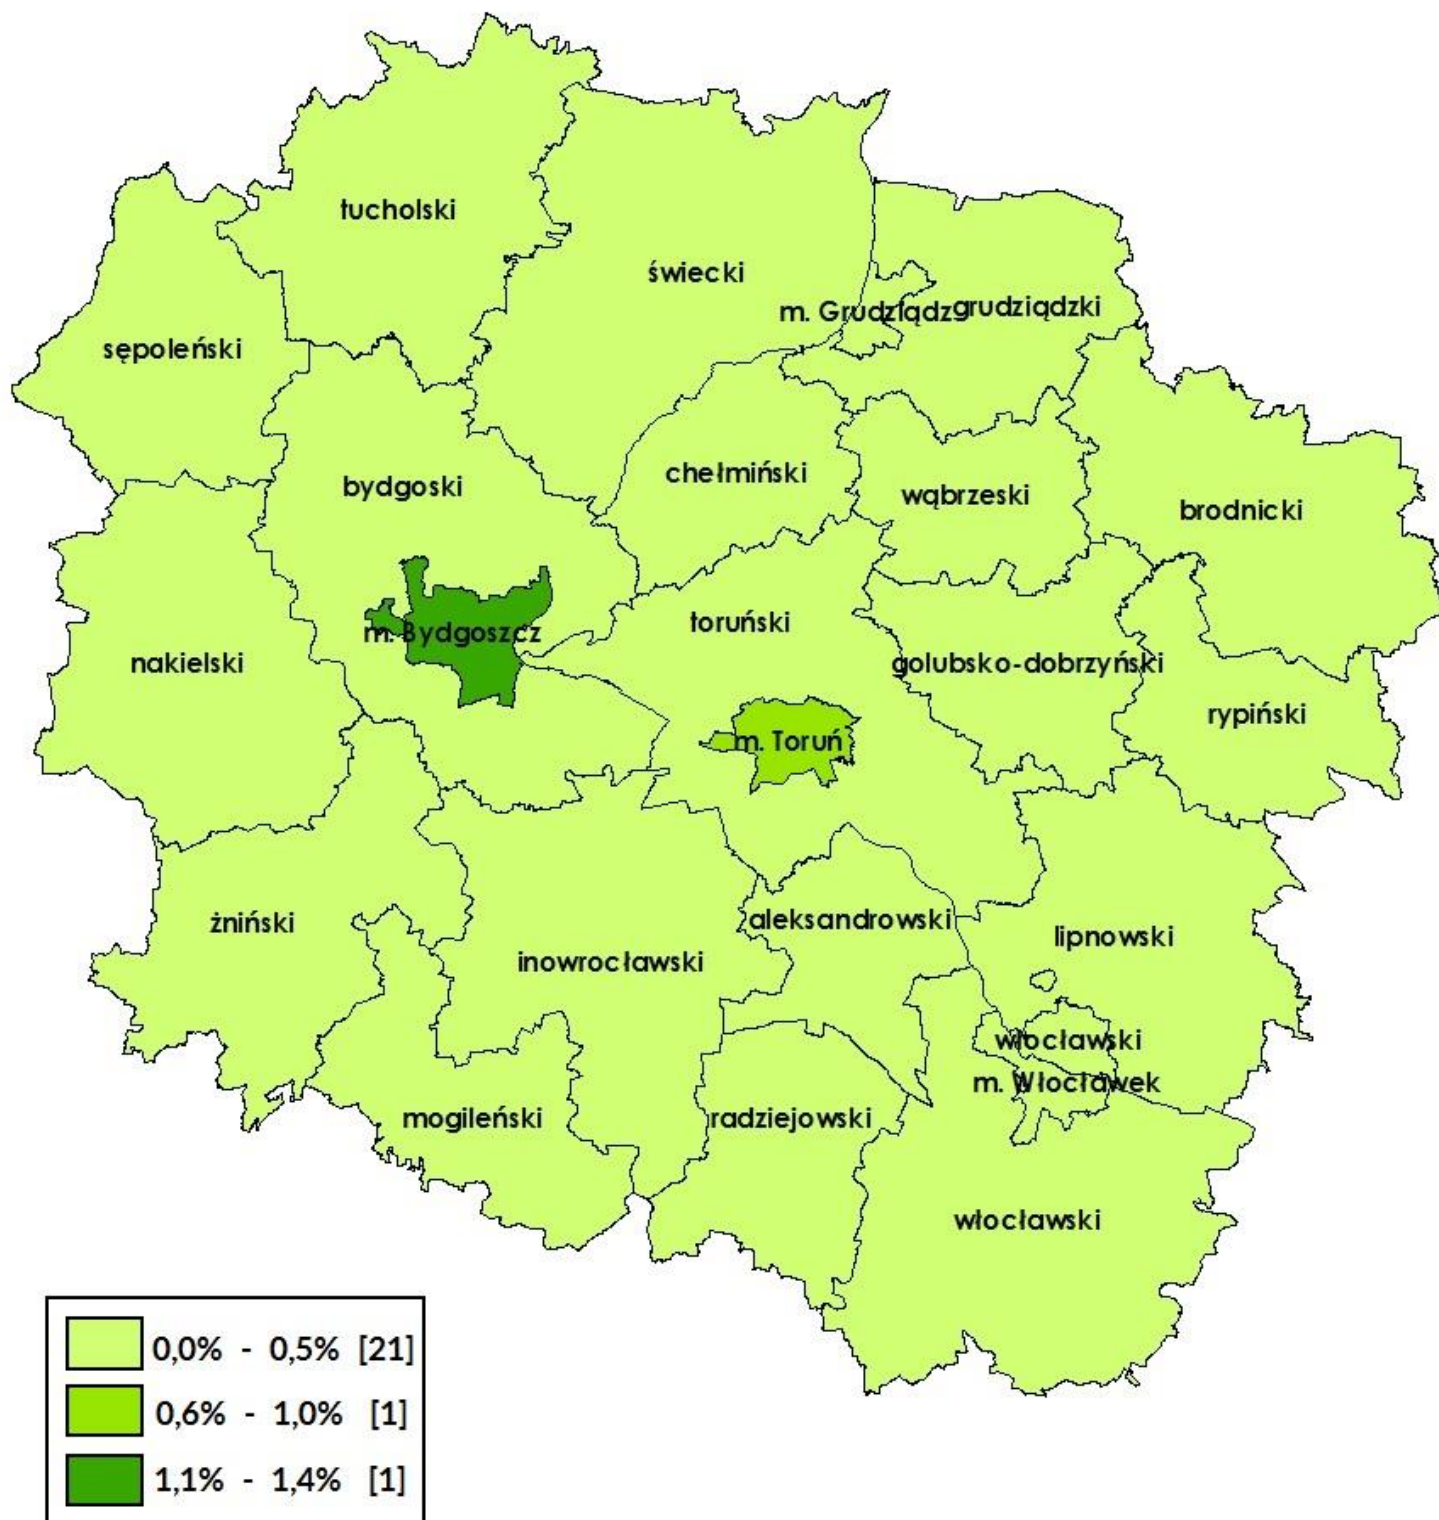 tucholski
świecki
m. Grudziądz
grudziądzki
sępoleński
chełmiński
bydgoski
wąbrzeski
brodnicki
m. Bydgoszcz
toruński
nakielski
golubsko-dobrzyński
rypiński
m. Toruń
żniński
aleksandrowski
lipnowski
inowrocławski
włocławski
m. Włocławek
mogileński
radziejowski
włocławski
0,0% - 0,5% [21]
0,6% - 1,0% [1]
1,1% - 1,4% [1]